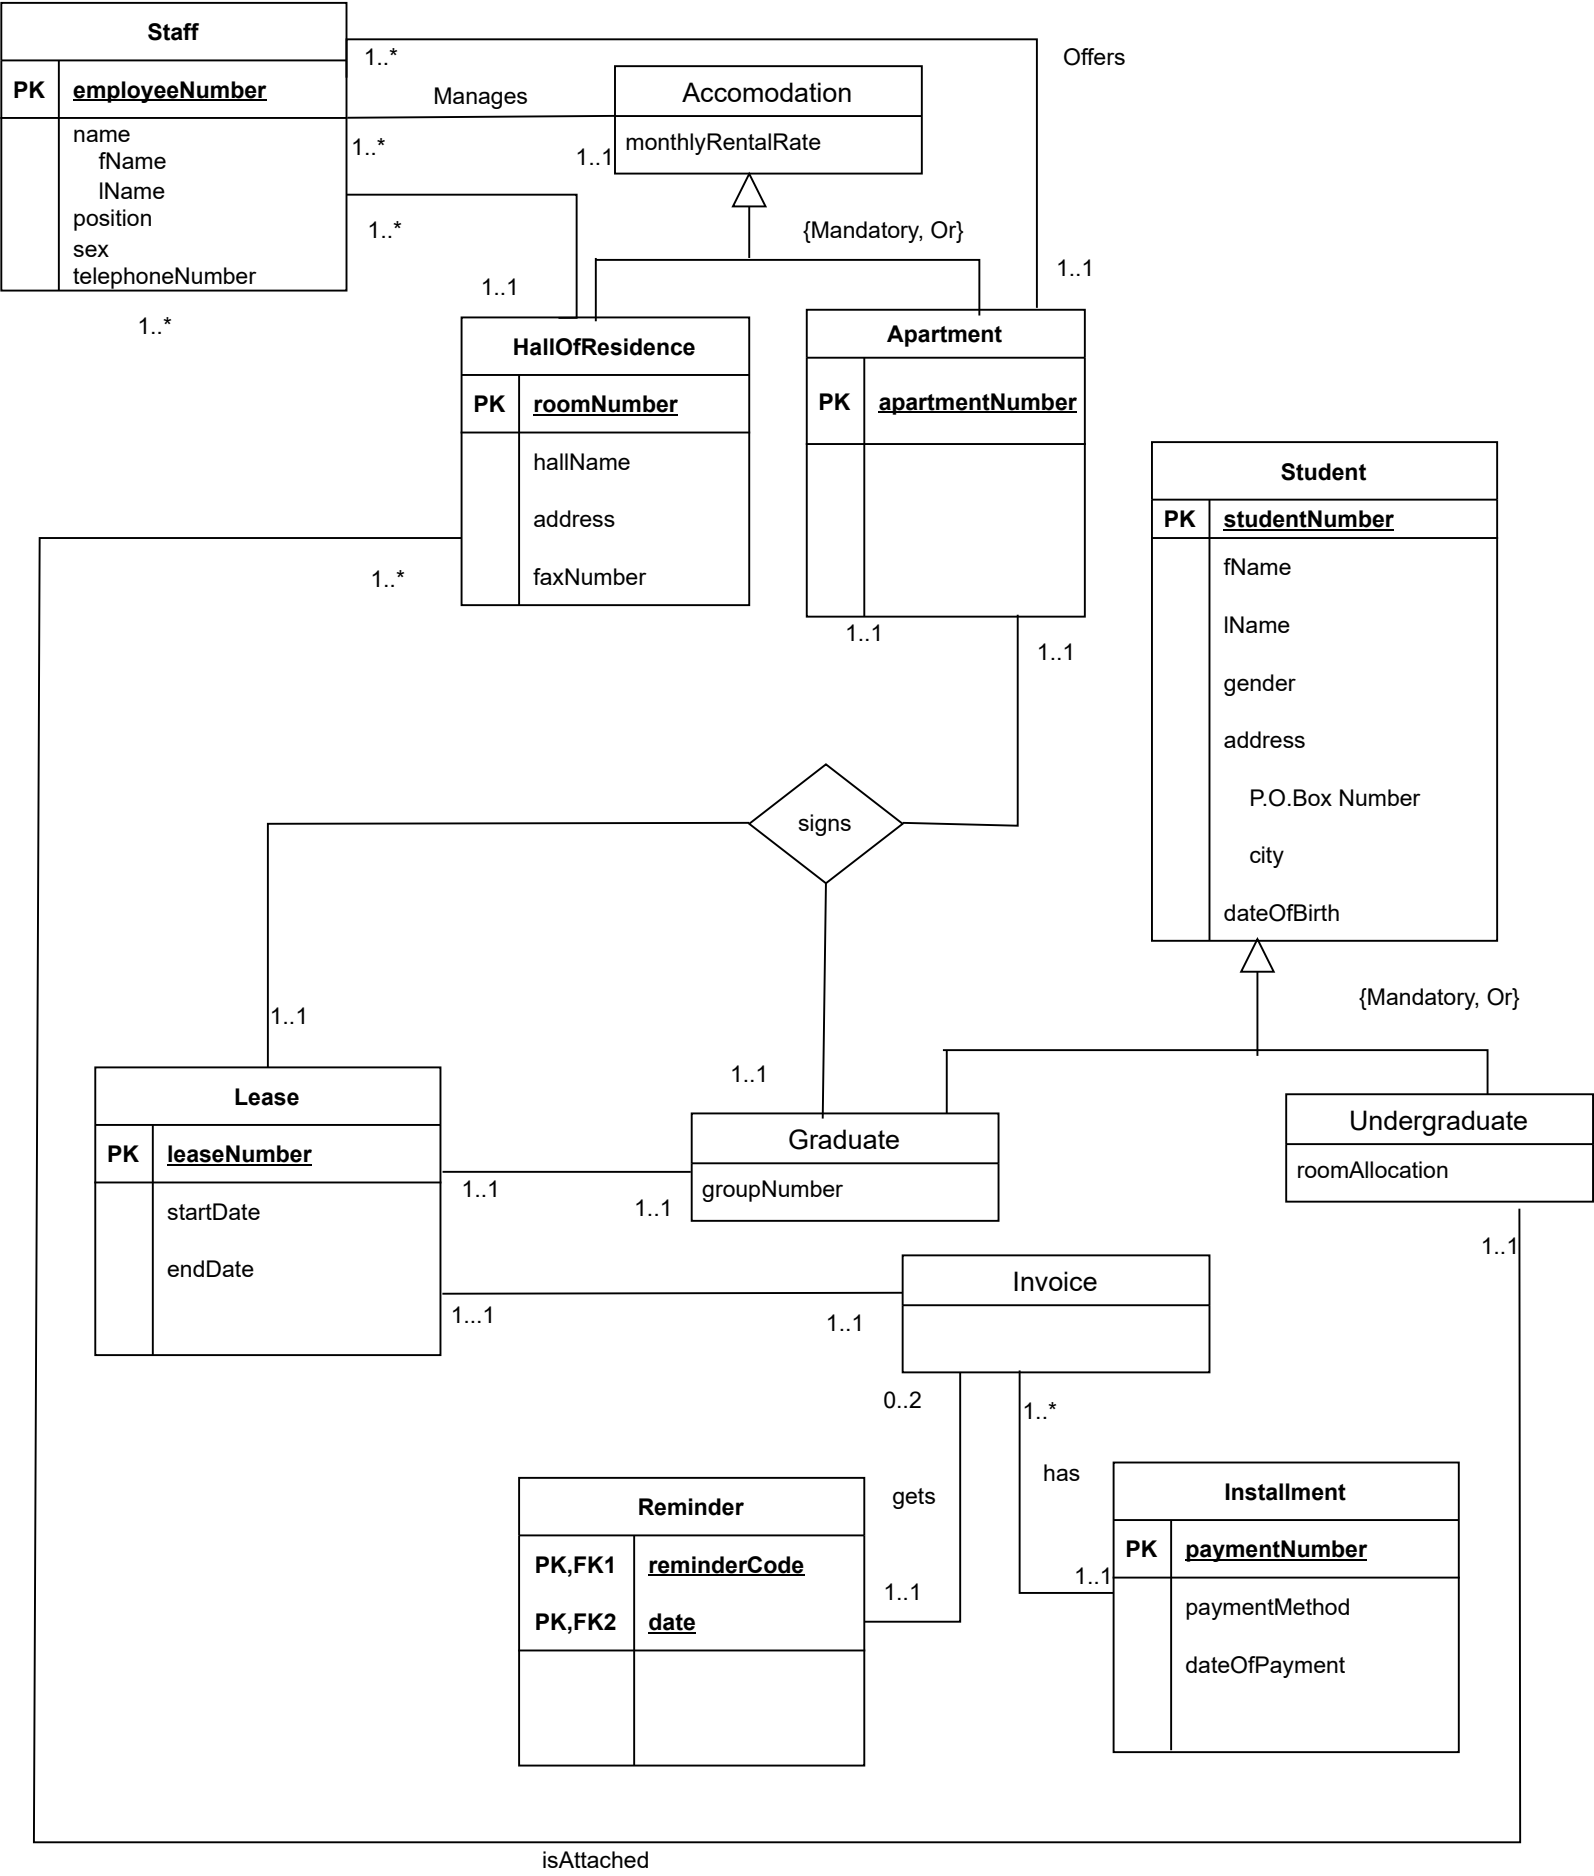 Staff
PK employeeNumber
name
fName
lName
position
sex
telephoneNumber
1..*
Offers
Manages
1..*
1..1
Accomodation
monthlyRentalRate
1..*
{Mandatory, Or}
1..1
1..1
1..*
HallOfResidence
PK roomNumber
hallName
address
faxNumber
1..*
Apartment
PK apartmentNumber
1..1
1..1
Student
PK studentNumber
fName
lName
gender
address
P.O.Box Number
city
dateOfBirth
signs
{Mandatory, Or}
1..1
1..1
Lease
PK leaseNumber
startDate
endDate
1..1
1..1
Graduate
groupNumber
Undergraduate
roomAllocation
1..1
1...1
1..1
Invoice
0..2
1..*
gets
has
1..1
1..1
Reminder
PK,FK1 reminderCode
PK,FK2 date
Installment
PK paymentNumber
paymentMethod
dateOfPayment
isAttached